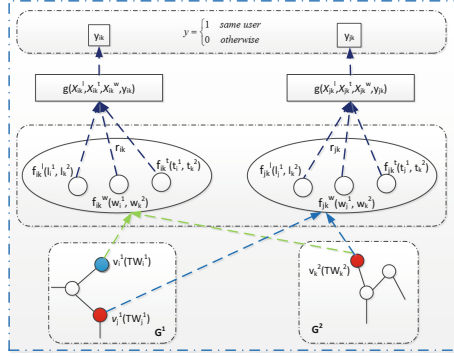 y_ik
y = { 1 same user
0 otherwise
y_jk
g(X_ik^l,X_ik^t,X_ik^w,y_ik)
g(X_jk^l,X_jk^t,X_jk^w,y_jk)
r_ik
r_jk
f_ik^l(l_i^1, l_k^2)
f_ik^t(t_i^1, t_k^2)
f_jk^l(l_j^1, l_k^2)
f_jk^t(t_j^1, t_k^2)
f_ik^w(w_i^1, w_k^2)
f_jk^w(w_j^1, w_k^2)
v_i^1(TW_i^1)
v_k^2(TW_k^2)
v_j^1(TW_j^1)
G^1
G^2